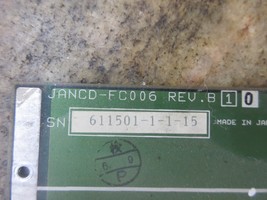 JANCD-FC006 REV.B 1 0
SN 611501-1-1-15
MADE IN JA